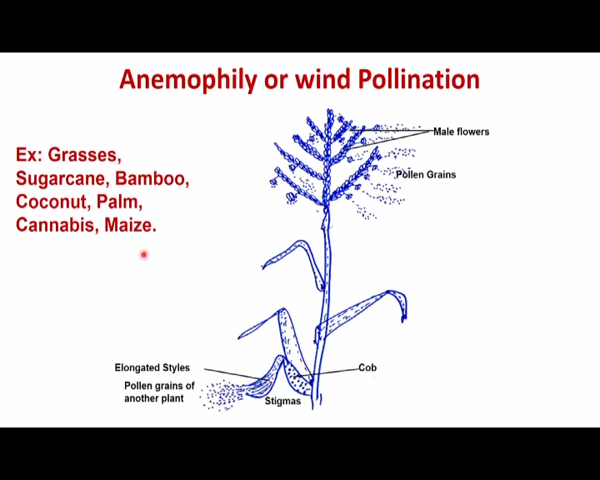 Anemophily or wind Pollination
Ex: Grasses,
Sugarcane, Bamboo,
Coconut, Palm,
Cannabis, Maize.
Male flowers
Pollen Grains
Elongated Styles
Cob
Pollen grains of
another plant
Stigmas